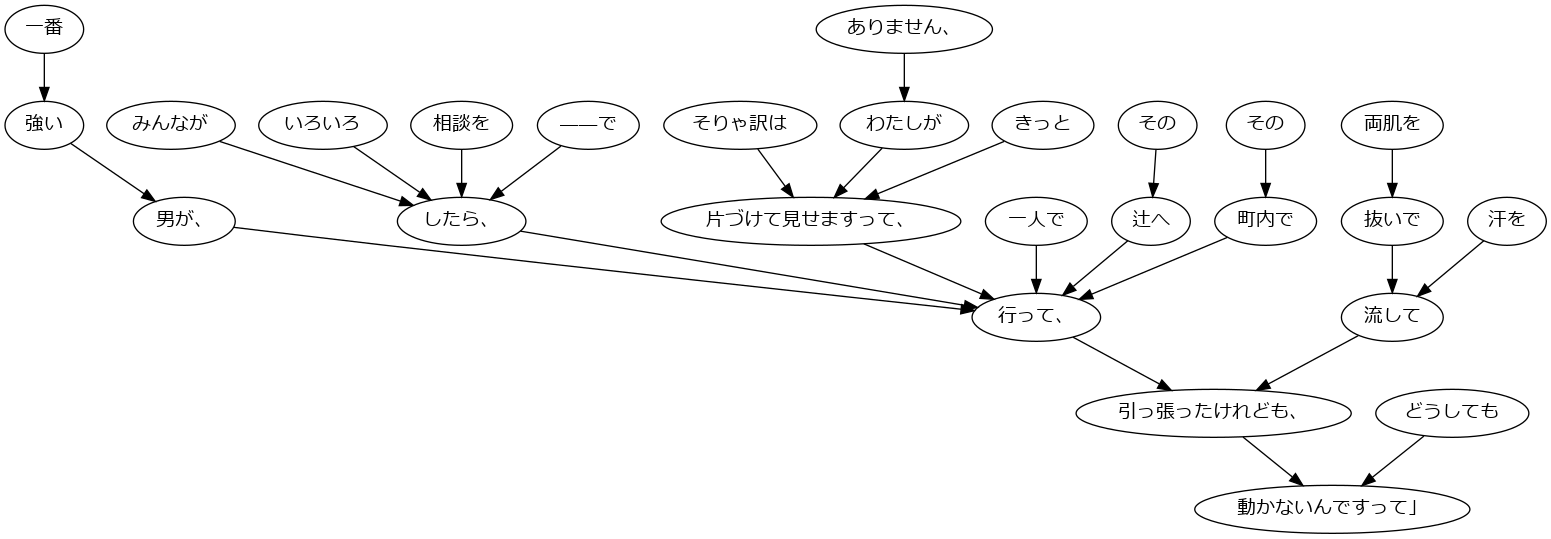 一番
ありません、
強い
みんなが
いろいろ
相談を
——で
そりゃ訳は
わたしが
きっと
その
その
両肌を
男が、
したら、
片づけて見せますって、
一人で
辻へ
町内で
抜いで
汗を
行って、
流して
引っ張ったけれども、
どうしても
動かないんですって」